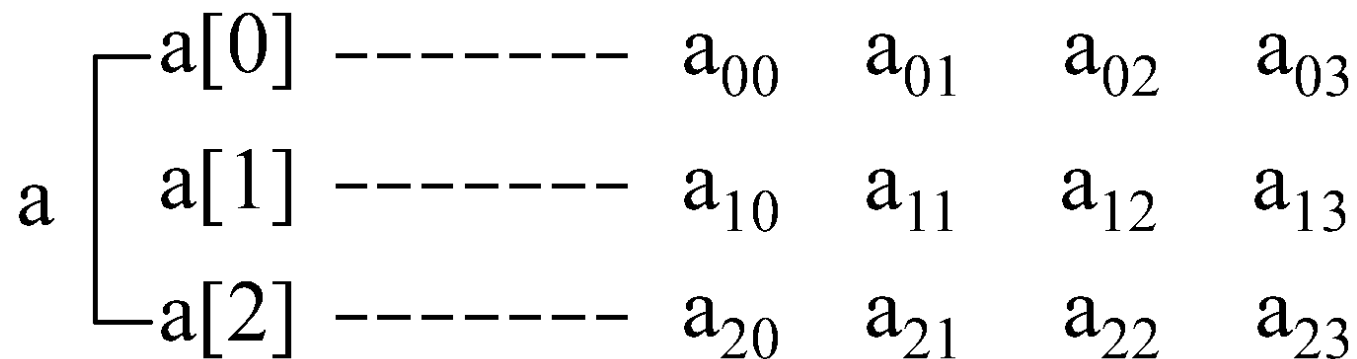 a[0] ------- a₀₀ a₀₁ a₀₂ a₀₃
a a[1] ------- a₁₀ a₁₁ a₁₂ a₁₃
a[2] ------- a₂₀ a₂₁ a₂₂ a₂₃